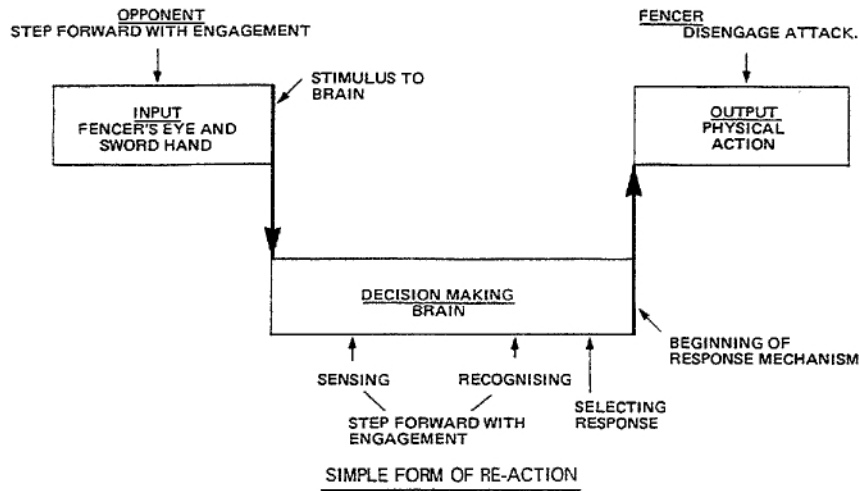 OPPONENT
STEP FORWARD WITH ENGAGEMENT
FENCER
DISENGAGE ATTACK.
STIMULUS TO
BRAIN
INPUT
FENCER'S EYE AND
SWORD HAND
OUTPUT
PHYSICAL
ACTION
DECISION MAKING
BRAIN
BEGINNING OF
RESPONSE MECHANISM
SENSING
RECOGNISING
SELECTING
RESPONSE
STEP FORWARD WITH
ENGAGEMENT
SIMPLE FORM OF RE-ACTION